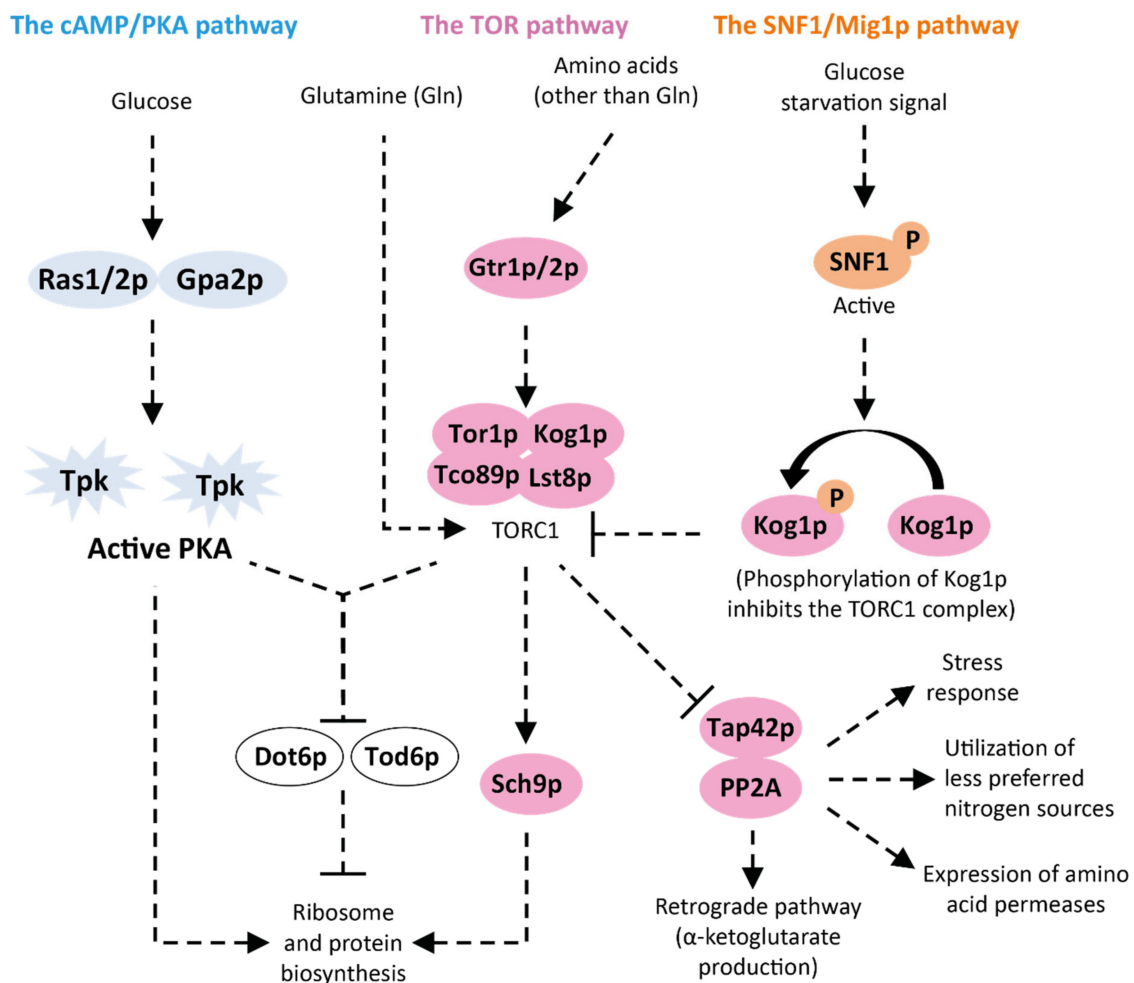 The cAMP/PKA pathway
The TOR pathway
The SNF1/Mig1p pathway
Glucose
Glutamine (Gln)
Amino acids
(other than Gln)
Glucose
starvation signal
Ras1/2p
Gpa2p
Gtr1p/2p
SNF1
P
Active
Tpk
Tpk
Active PKA
Tor1p
Kog1p
Tco89p
Lst8p
TORC1
Kog1p
P
Kog1p
(Phosphorylation of Kog1p
inhibits the TORC1 complex)
Dot6p
Tod6p
Sch9p
Tap42p
PP2A
Stress
response
Utilization of
less preferred
nitrogen sources
Expression of amino
acid permeases
Ribosome
and protein
biosynthesis
Retrograde pathway
(α-ketoglutarate
production)